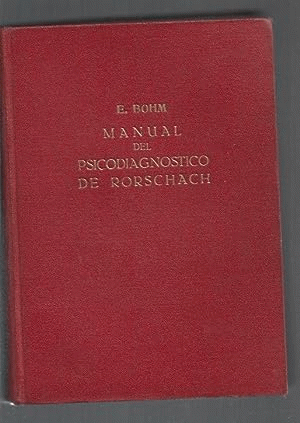 E. BOHM
MANUAL
DEL
PSICODIAGNOSTICO
DE RORSCHACH